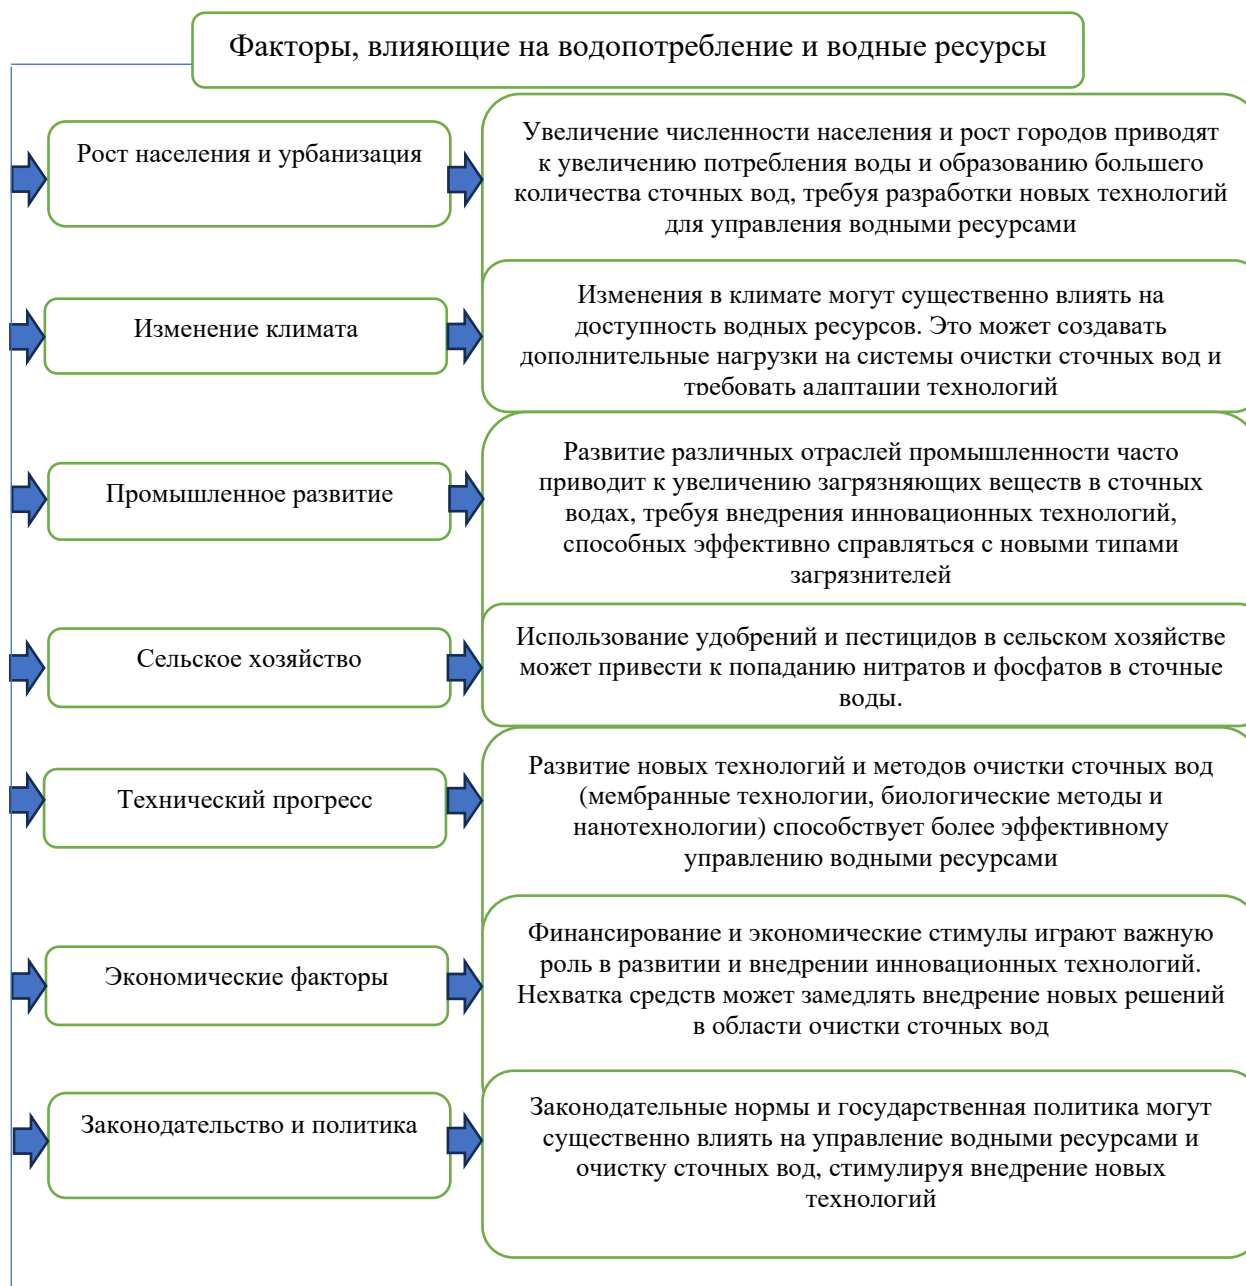 Факторы, влияющие на водопотребление и водные ресурсы
Рост населения и урбанизация
Увеличение численности населения и рост городов приводят
к увеличению потребления воды и образованию большего
количества сточных вод, требуя разработки новых технологий
для управления водными ресурсами
Изменение климата
Изменения в климате могут существенно влиять на
доступность водных ресурсов. Это может создавать
дополнительные нагрузки на системы очистки сточных вод и
требовать адаптации технологий
Промышленное развитие
Развитие различных отраслей промышленности часто
приводит к увеличению загрязняющих веществ в сточных
водах, требуя внедрения инновационных технологий,
способных эффективно справляться с новыми типами
загрязнителей
Сельское хозяйство
Использование удобрений и пестицидов в сельском хозяйстве
может привести к попаданию нитратов и фосфатов в сточные
воды.
Технический прогресс
Развитие новых технологий и методов очистки сточных вод
(мембранные технологии, биологические методы и
нанотехнологии) способствует более эффективному
управлению водными ресурсами
Экономические факторы
Финансирование и экономические стимулы играют важную
роль в развитии и внедрении инновационных технологий.
Нехватка средств может замедлять внедрение новых решений
в области очистки сточных вод
Законодательство и политика
Законодательные нормы и государственная политика могут
существенно влиять на управление водными ресурсами и
очистку сточных вод, стимулируя внедрение новых
технологий